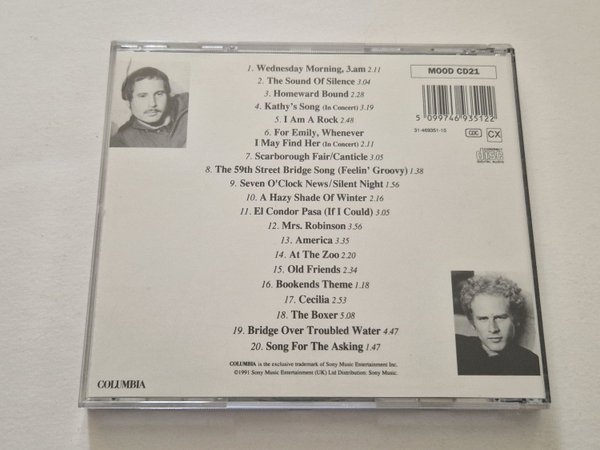 1. Wednesday Morning, 3.am 2.11
2. The Sound Of Silence 3.04
3. Homeward Bound 2.28
4. Kathy's Song (In Concert) 3.19
5. I Am A Rock 2.48
6. For Emily, Whenever
I May Find Her (In Concert) 2.11
7. Scarborough Fair/Canticle 3.05
8. The 59th Street Bridge Song (Feelin' Groovy) 1.38
9. Seven O'Clock News/Silent Night 1.56
10. A Hazy Shade Of Winter 2.16
11. El Condor Pasa (If I Could) 3.05
12. Mrs. Robinson 3.56
13. America 3.35
14. At The Zoo 2.20
15. Old Friends 2.34
16. Bookends Theme 1.18
17. Cecilia 2.53
18. The Boxer 5.08
19. Bridge Over Troubled Water 4.47
20. Song For The Asking 1.47
MOOD CD21
5 099746 935122
31-469351-10
CX
COMPACT
disc
DIGITAL AUDIO
COLUMBIA is the exclusive trademark of Sony Music Entertainment Inc.
©1991 Sony Music Entertainment (UK) Ltd Distribution: Sony Music.
COLUMBIA